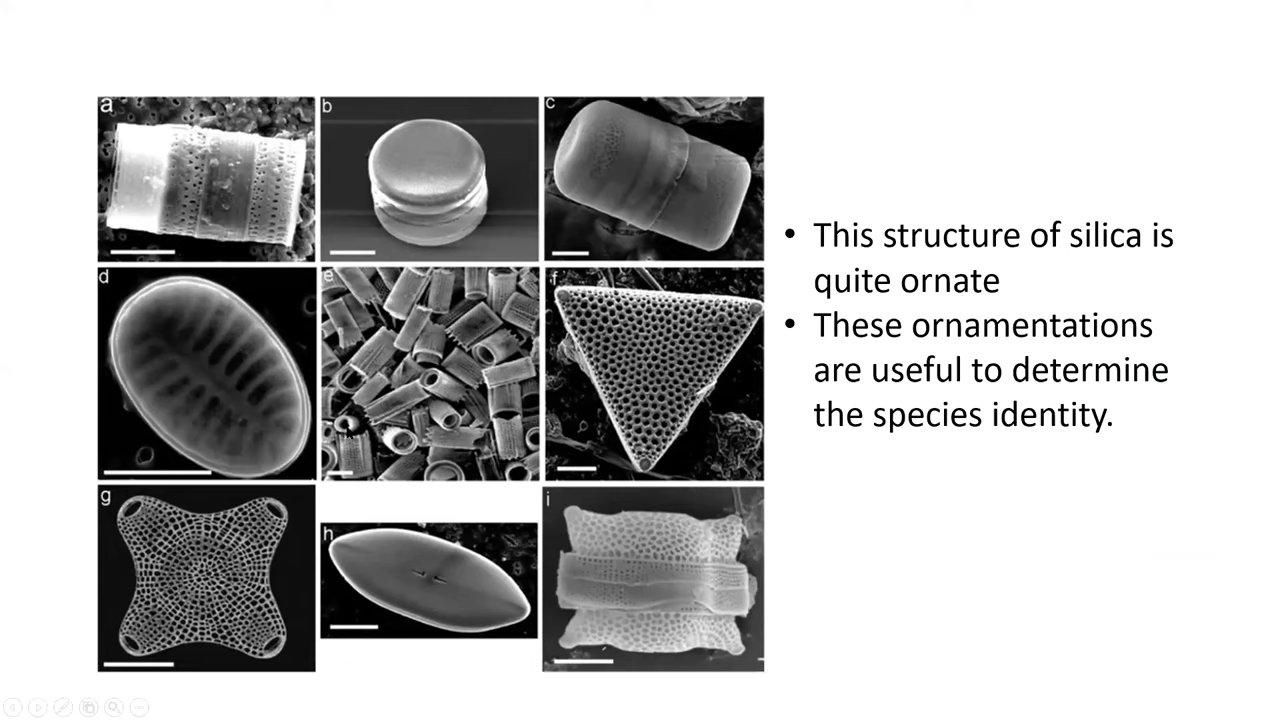 a
b
c
d
e
f
g
h
i
• This structure of silica is
quite ornate
• These ornamentations
are useful to determine
the species identity.